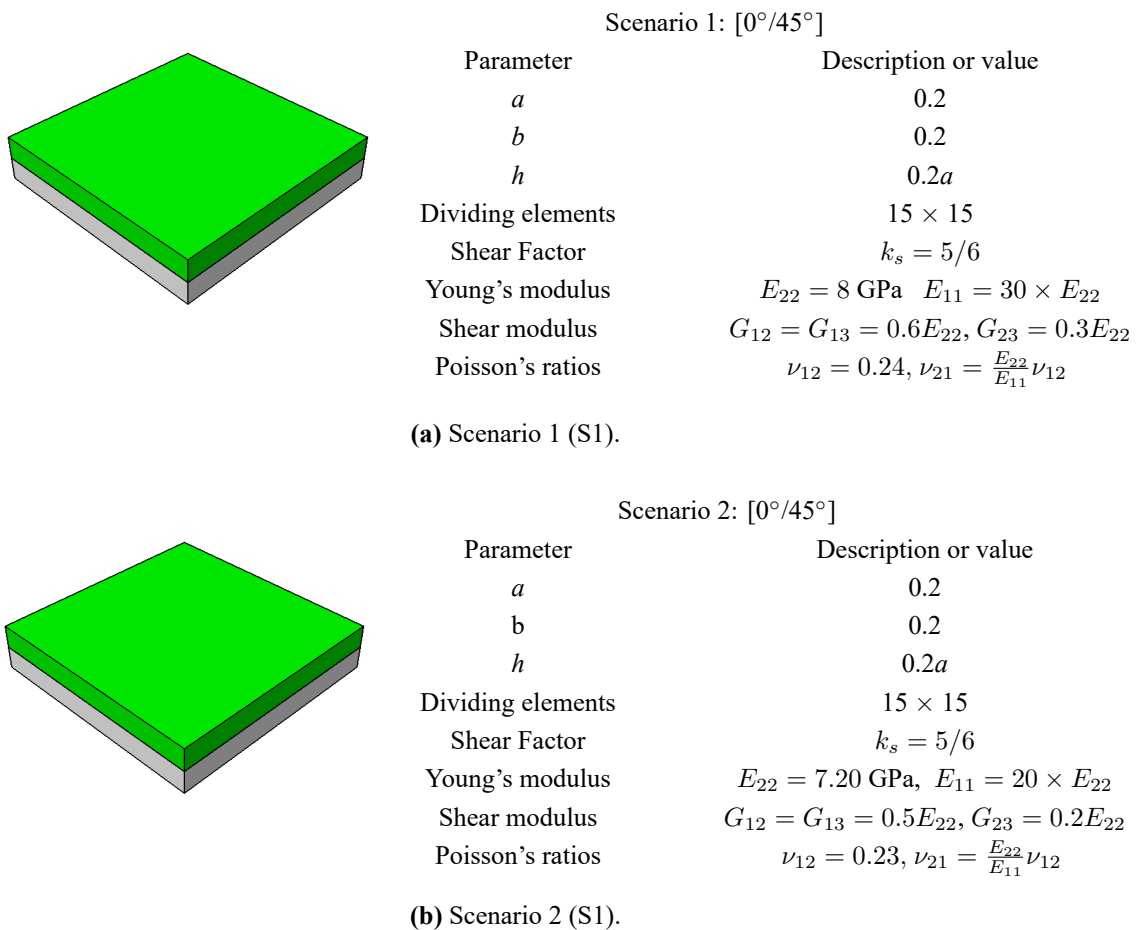 Scenario 1: [0°/45°]
Parameter Description or value
a 0.2
b 0.2
h 0.2a
Dividing elements 15 × 15
Shear Factor k_s = 5/6
Young's modulus E_22 = 8 GPa E_11 = 30 × E_22
Shear modulus G_12 = G_13 = 0.6E_22, G_23 = 0.3E_22
Poisson's ratios ν_12 = 0.24, ν_21 = E_22/E_11 ν_12
(a) Scenario 1 (S1).
Scenario 2: [0°/45°]
Parameter Description or value
a 0.2
b 0.2
h 0.2a
Dividing elements 15 × 15
Shear Factor k_s = 5/6
Young's modulus E_22 = 7.20 GPa, E_11 = 20 × E_22
Shear modulus G_12 = G_13 = 0.5E_22, G_23 = 0.2E_22
Poisson's ratios ν_12 = 0.23, ν_21 = E_22/E_11 ν_12
(b) Scenario 2 (S1).